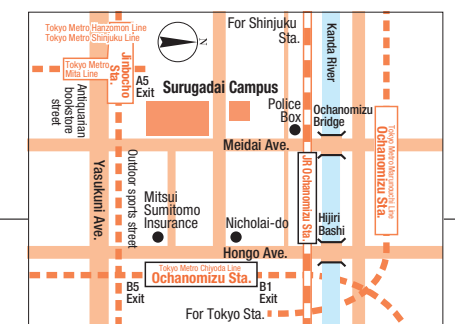 Tokyo Metro Hanzomon Line
Tokyo Metro Shinjuku Line
For Shinjuku
Sta.
N
Jinbocho
Sta.
Tokyo Metro
Mita Line
A5
Exit
Surugadai Campus
Kanda River
Antiquarian
bookstore
street
Police
Box
Ochanomizu
Bridge
Meidai Ave.
Tokyo Metro Marunouchi Line
Ochanomizu Sta.
Yasukuni Ave.
Outdoor sports street
JR Ochanomizu Sta.
Mitsui
Sumitomo
Insurance
Nicholai-do
Hijiri
Bashi
Hongo Ave.
Tokyo Metro Chiyoda Line
Ochanomizu Sta.
B5
Exit
B1
Exit
For Tokyo Sta.